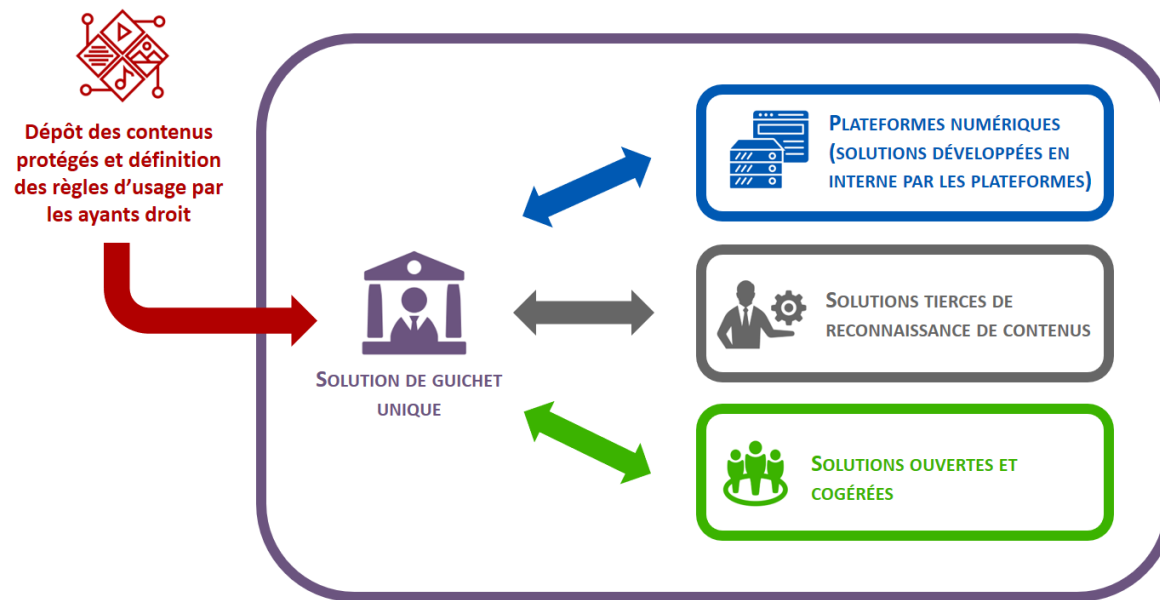 Dépôt des contenus
protégés et définition
des règles d'usage par
les ayants droit
Solution de guichet
unique
Plateformes numériques
(solutions développées en
interne par les plateformes)
Solutions tierces de
reconnaissance de contenus
Solutions ouvertes et
cogérées